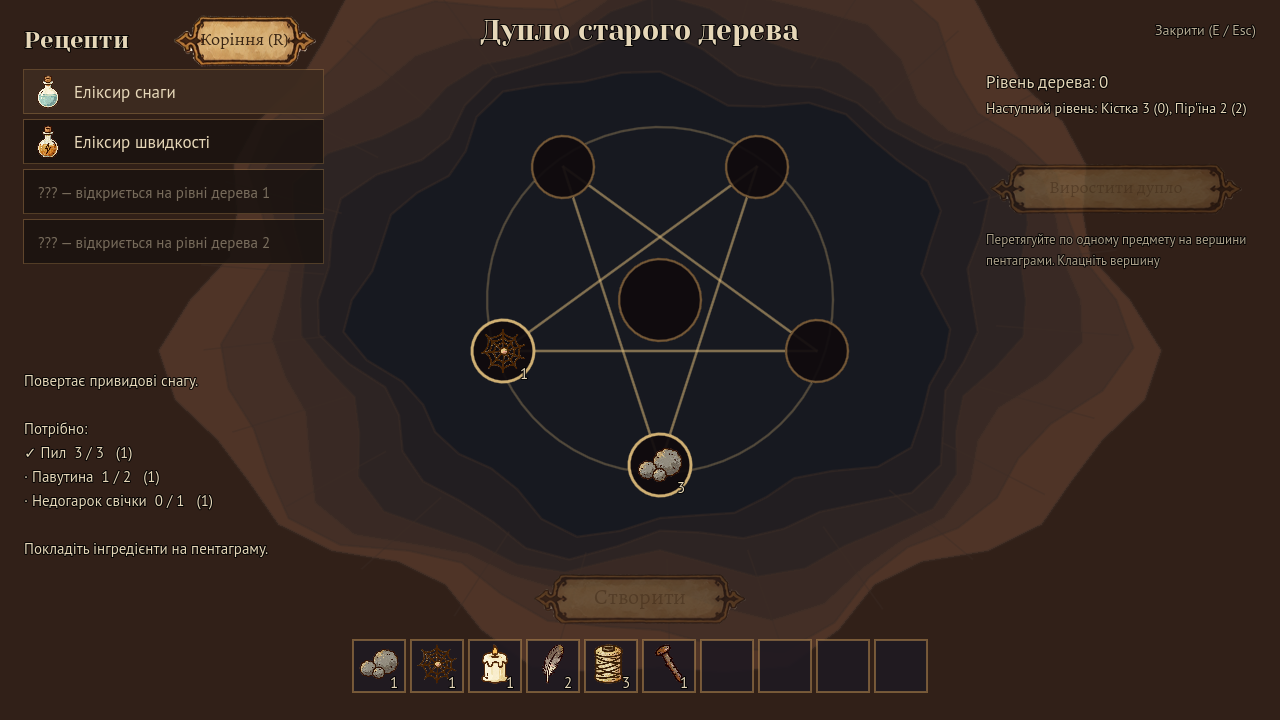 Дупло старого дерева
Закрити (E / Esc)
Рецепти
Коріння (R)
Еліксир снаги
Еліксир швидкості
??? — відкриється на рівні дерева 1
??? — відкриється на рівні дерева 2
Рівень дерева: 0
Наступний рівень: Кістка 3 (0), Пір'їна 2 (2)
Виростити дупло
Перетягуйте по одному предмету на вершини
пентаграми. Клацніть вершину
Повертає привидові снагу.
Потрібно:
✓ Пил 3 / 3 (1)
· Павутина 1 / 2 (1)
· Недогарок свічки 0 / 1 (1)
Покладіть інгредієнти на пентаграму.
1
3
Створити
1 1 1 2 3 1